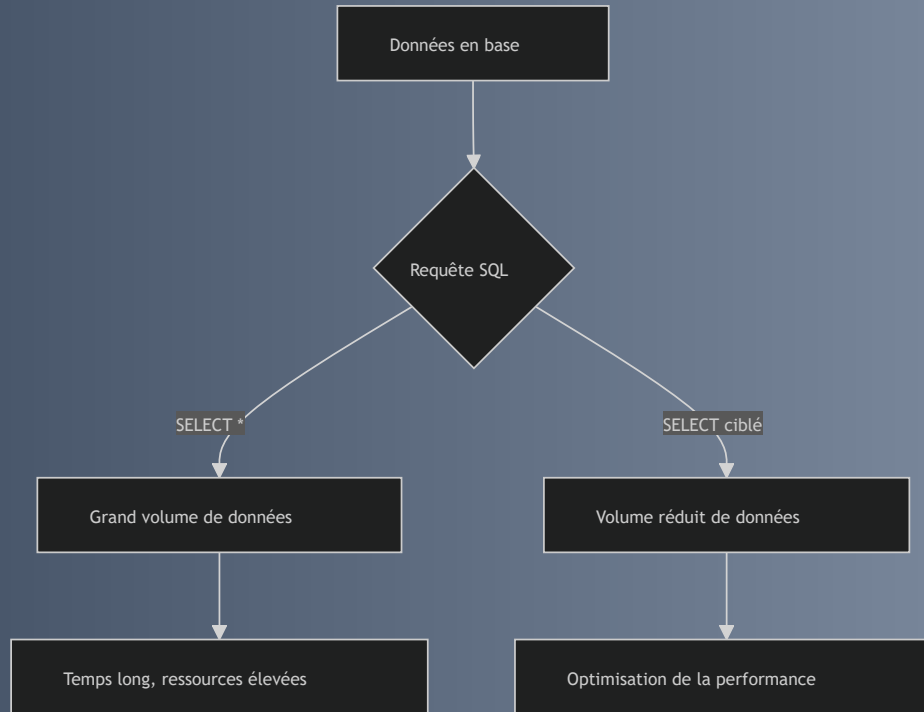 Données en base
Requête SQL
SELECT *
SELECT ciblé
Grand volume de données
Volume réduit de données
Temps long, ressources élevées
Optimisation de la performance